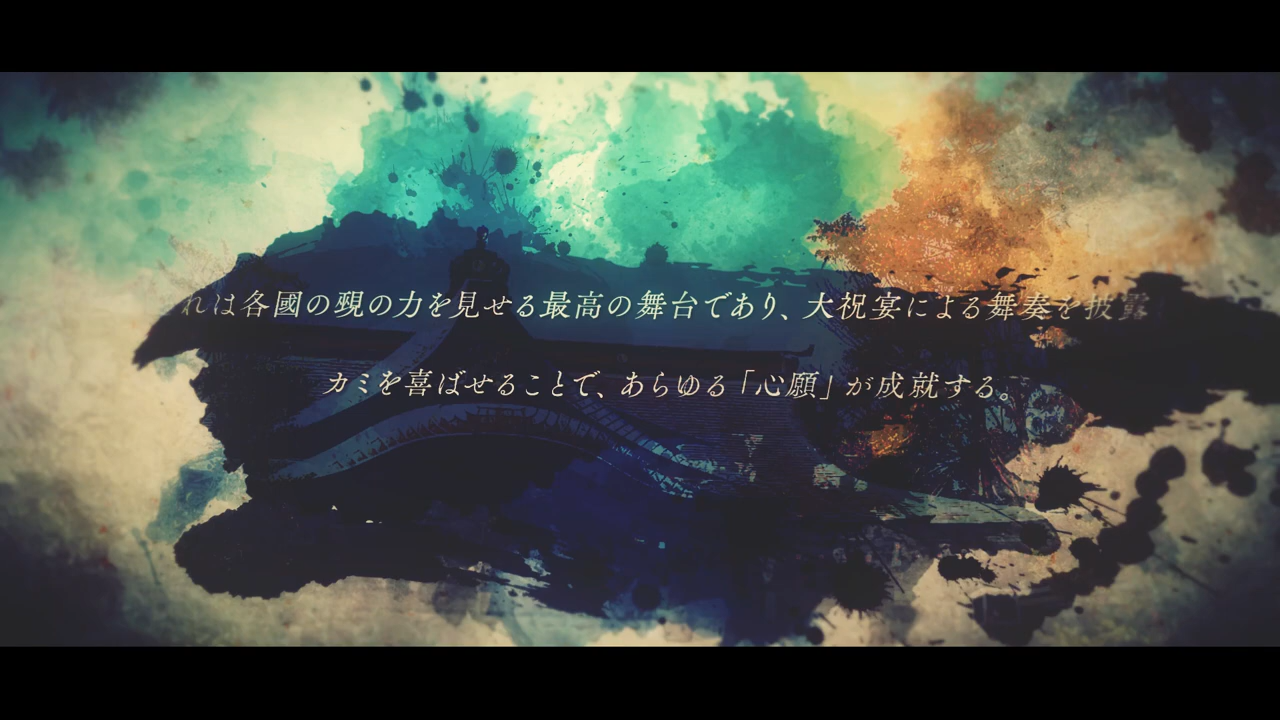 れは各國の覡の力を見せる最高の舞台であり、大祝宴による舞奏を披露
カミを喜ばせることで、あらゆる「心願」が成就する。